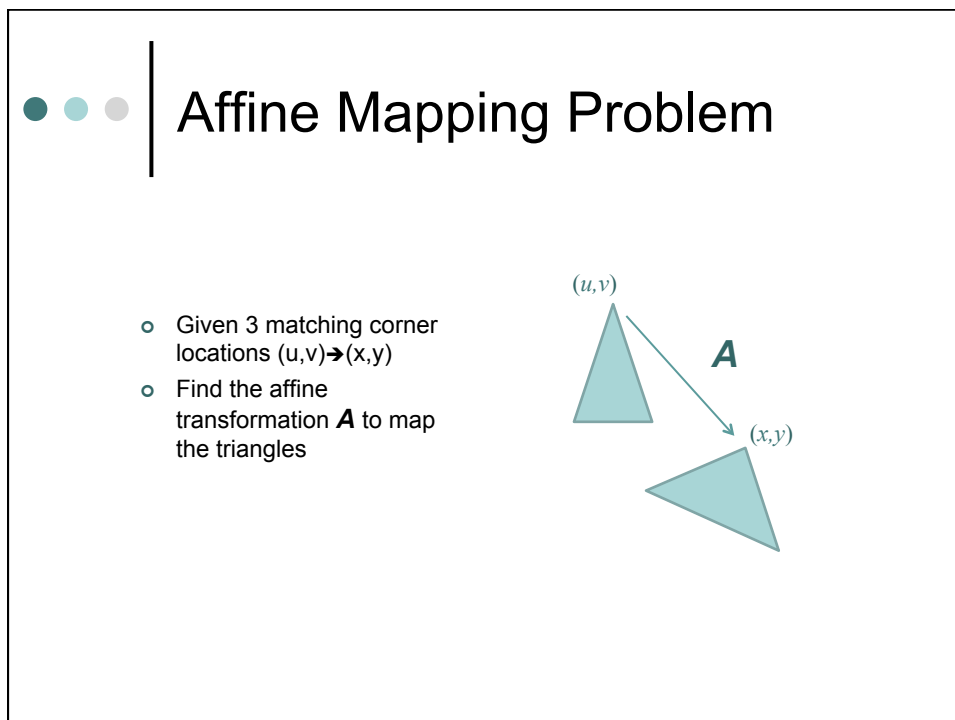 Affine Mapping Problem
Given 3 matching corner
locations (u,v)➔(x,y)
Find the affine
transformation A to map
the triangles
(u,v)
A
(x,y)